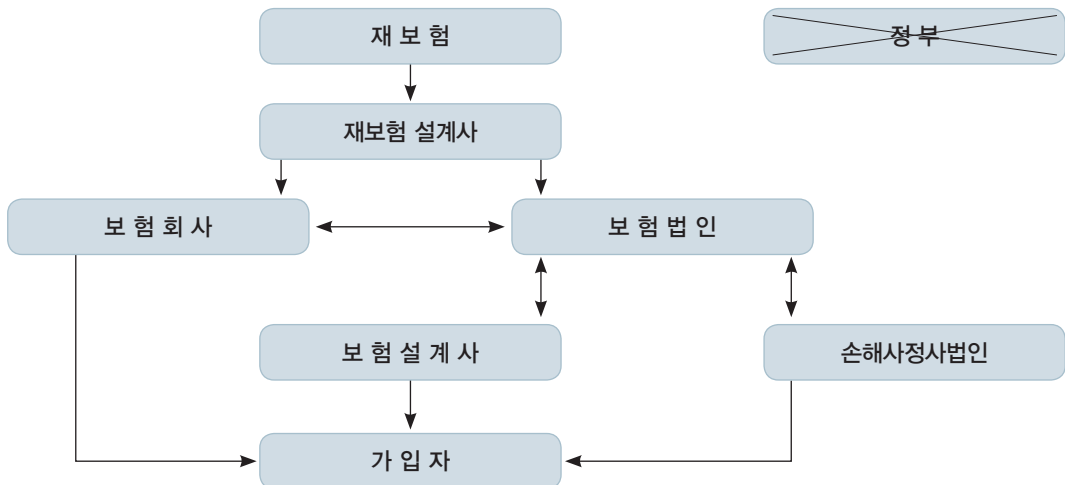 재 보 험
정 부
재보험 설계사
보 험 회 사
보 험 법 인
보 험 설 계 사
손해사정사법인
가 입 자